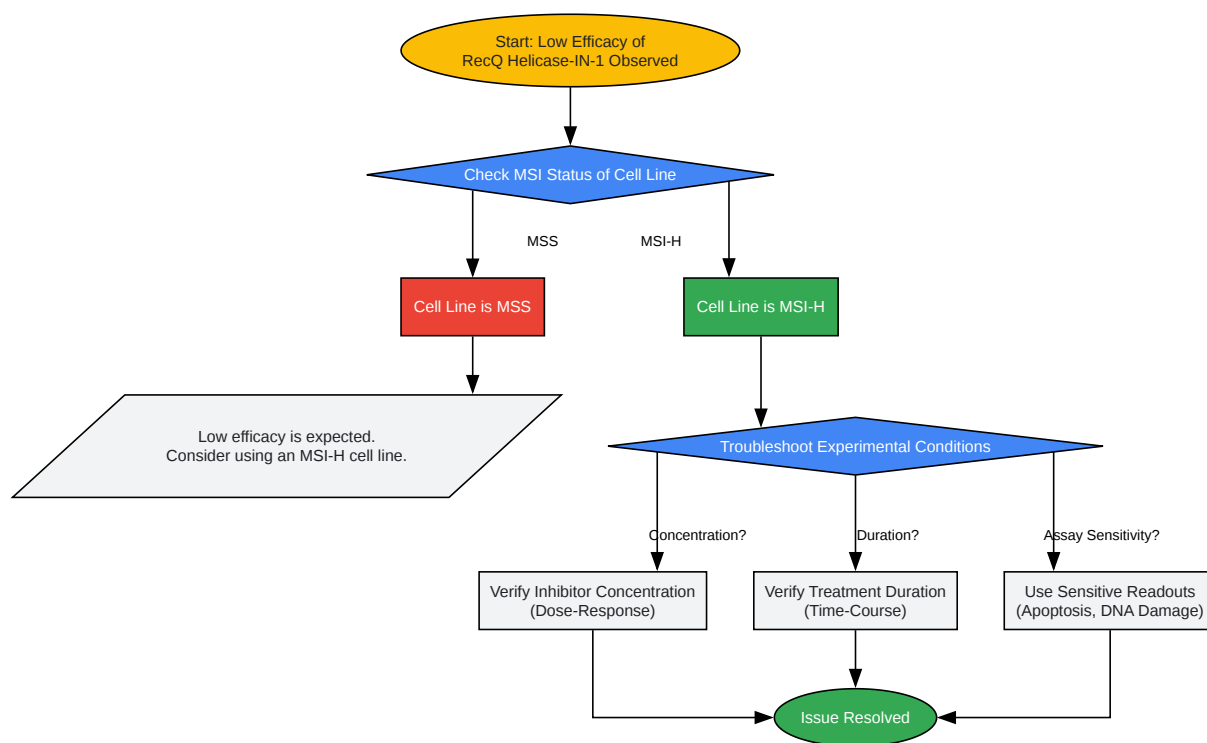 Start: Low Efficacy of
RecQ Helicase-IN-1 Observed
Check MSI Status of Cell Line
MSS
MSI-H
Cell Line is MSS
Cell Line is MSI-H
Low efficacy is expected.
Consider using an MSI-H cell line.
Troubleshoot Experimental Conditions
Concentration?
Duration?
Assay Sensitivity?
Verify Inhibitor Concentration
(Dose-Response)
Verify Treatment Duration
(Time-Course)
Use Sensitive Readouts
(Apoptosis, DNA Damage)
Issue Resolved